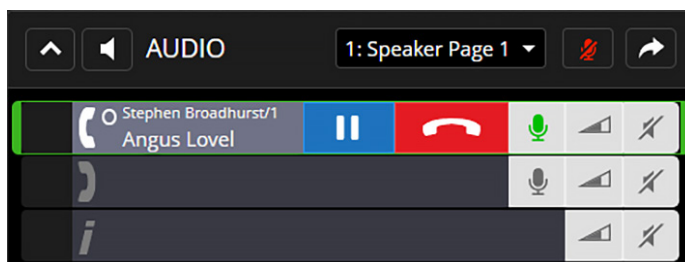 AUDIO
1: Speaker Page 1
Stephen Broadhurst/1
Angus Lovel
i